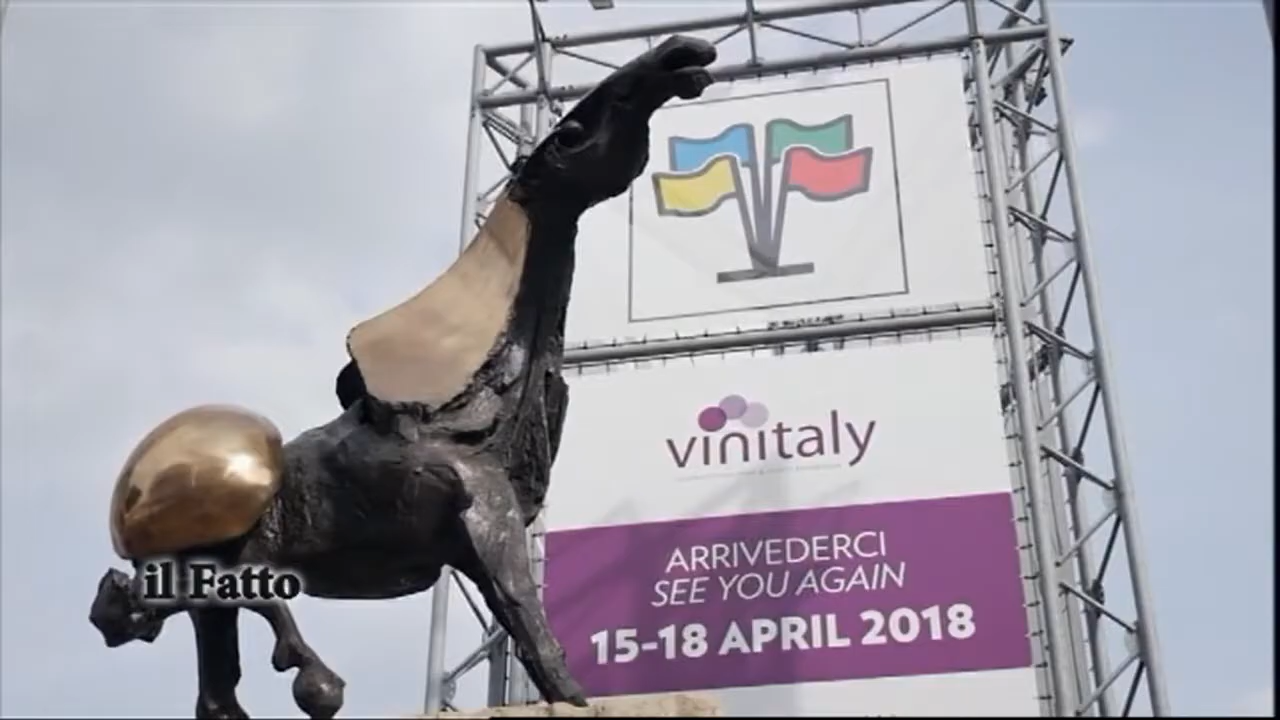 vinitaly
ARRIVEDERCI
SEE YOU AGAIN
15-18 APRIL 2018
il Fatto